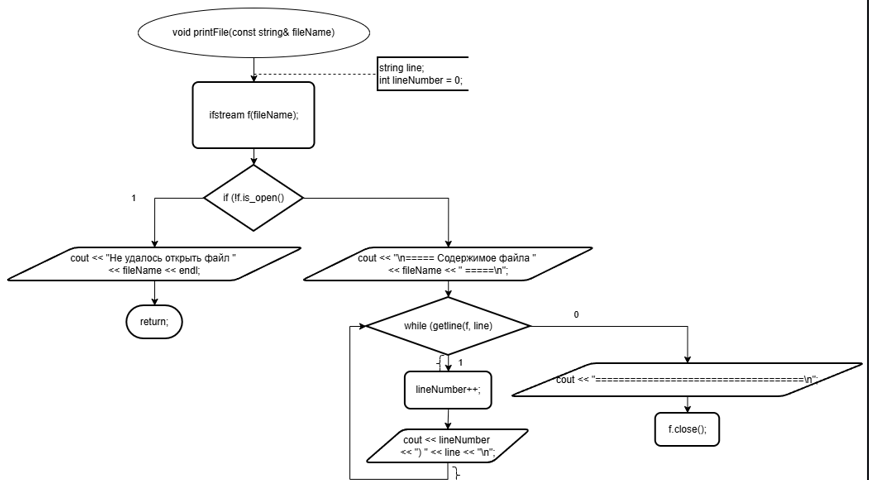 void printFile(const string& fileName)
string line;
int lineNumber = 0;
ifstream f(fileName);
if (!f.is_open()
1
cout << "Не удалось открыть файл "
<< fileName << endl;
return;
cout << "\n===== Содержимое файла "
<< fileName << " =====\n";
while (getline(f, line)
0
{
1
lineNumber++;
cout << lineNumber
<< ") " << line << "\n";
}
cout << "===================================\n";
f.close();